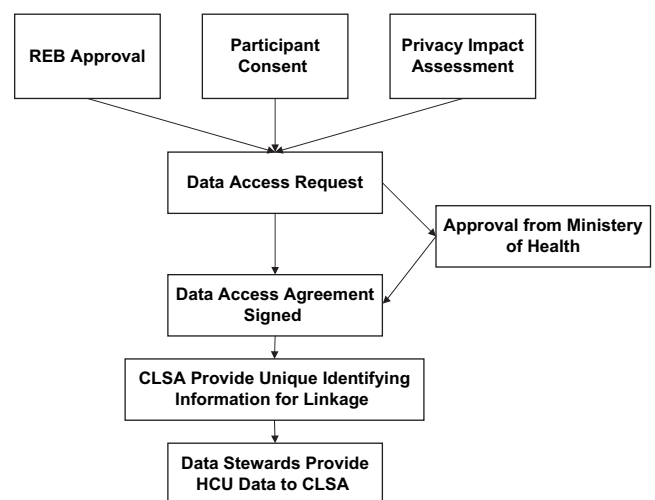 REB Approval
Participant
Consent
Privacy Impact
Assessment
Data Access Request
Approval from Ministery
of Health
Data Access Agreement
Signed
CLSA Provide Unique Identifying
Information for Linkage
Data Stewards Provide
HCU Data to CLSA